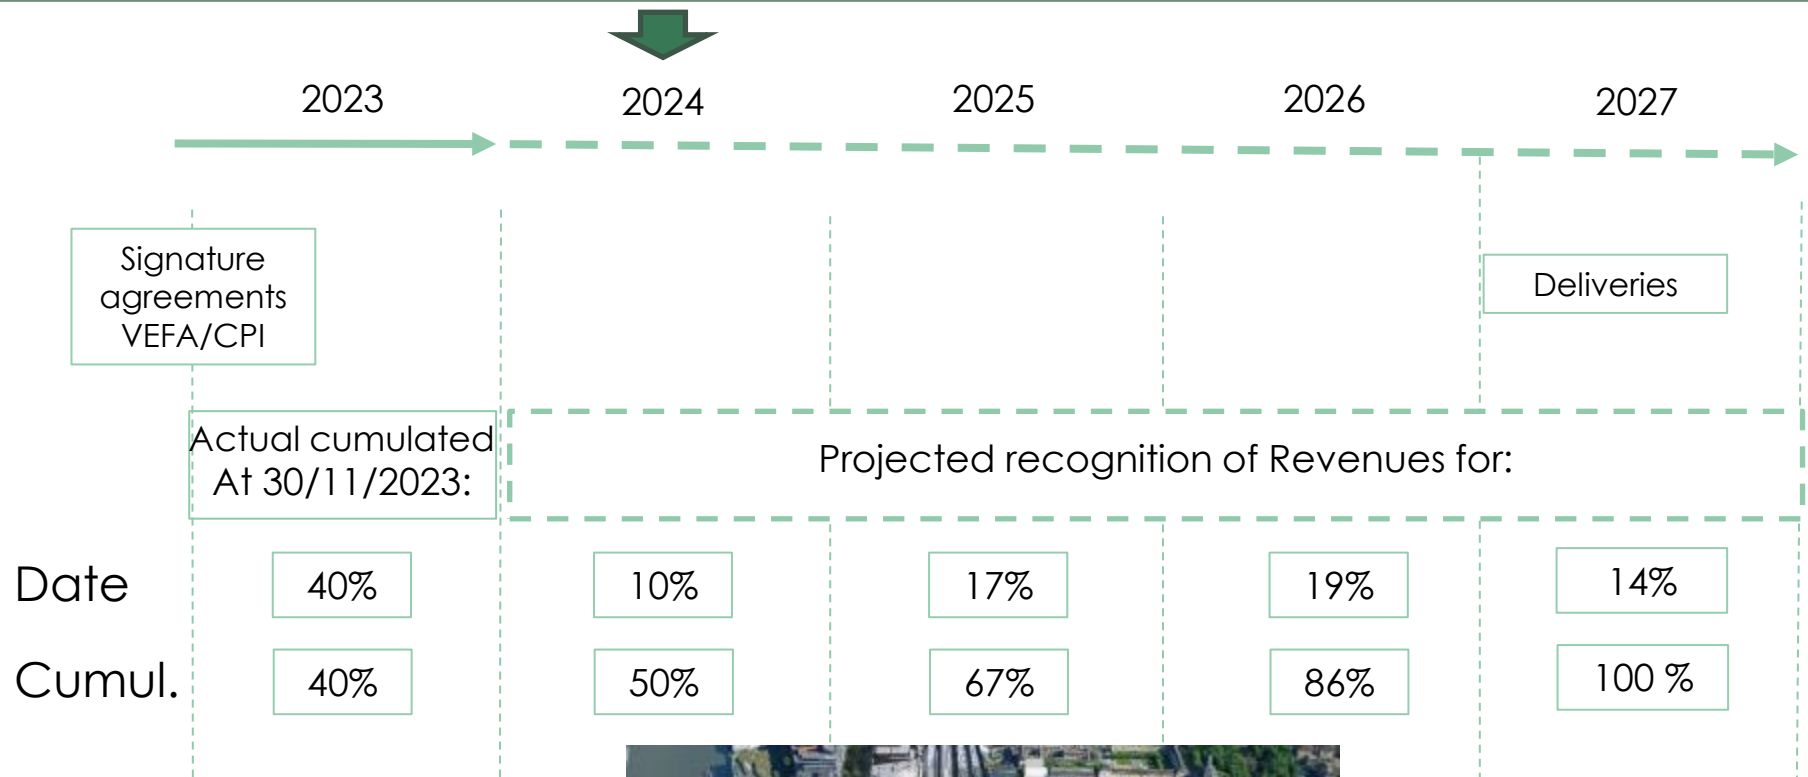 2023
2024
2025
2026
2027
Signature
agreements
VEFA/CPI
Deliveries
Actual cumulated
At 30/11/2023:
Projected recognition of Revenues for:
Date
40%
10%
17%
19%
14%
Cumul.
40%
50%
67%
86%
100 %